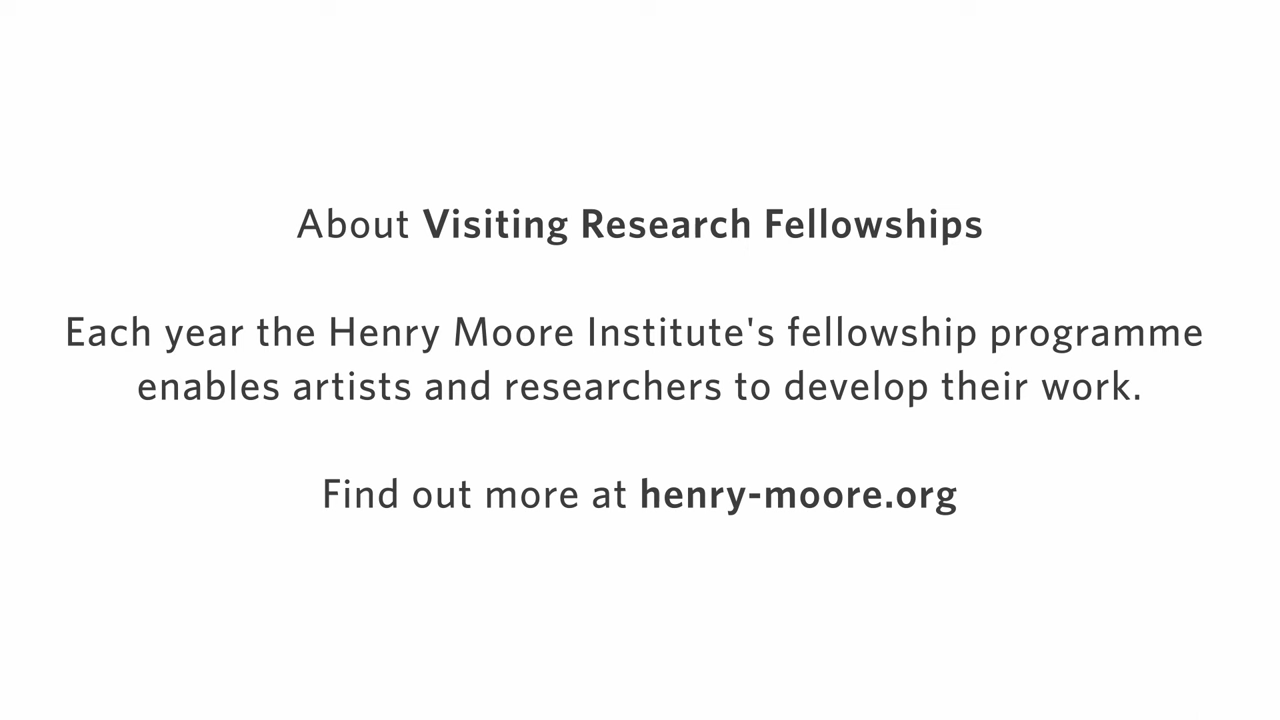 About Visiting Research Fellowships
Each year the Henry Moore Institute's fellowship programme
enables artists and researchers to develop their work.
Find out more at henry-moore.org